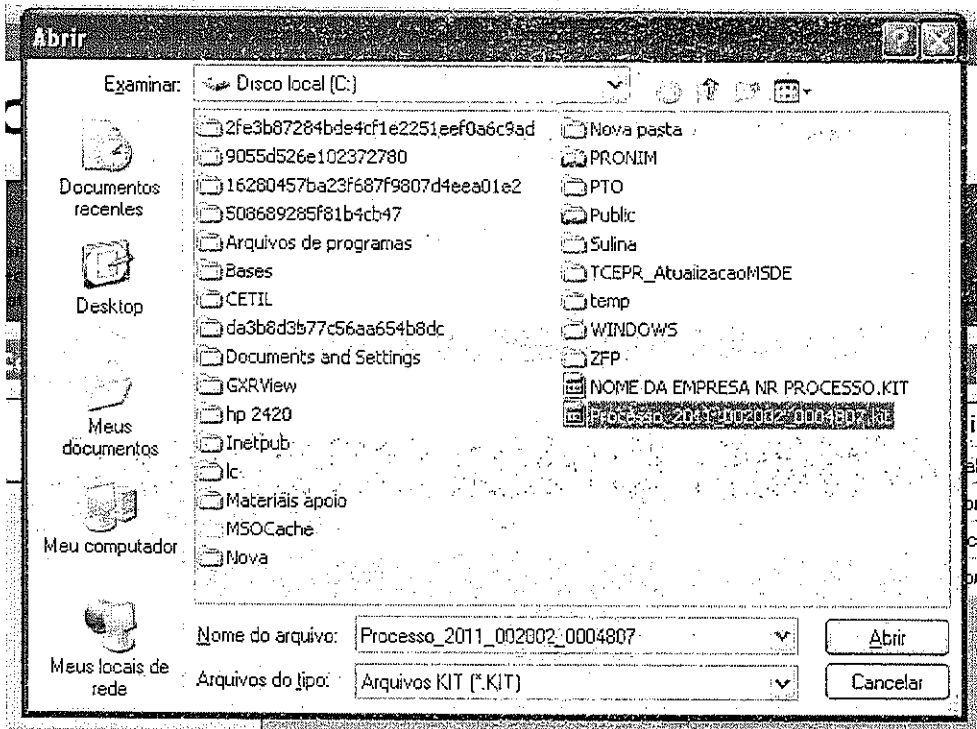 Abrir
Examinar:
Disco local (C:)
Documentos
recentes
Desktop
Meus
documentos
Meu computador
Meus locais de
rede
2fe3b87284bde4cf1e2251eef0a6c9ad
9055d526e102372780
16280457ba23f687f9807d4eea01e2
508689285f81b4cb47
Arquivos de programas
Bases
CETIL
da3b8d3b77c56aa654b8dc
Documents and Settings
GXRView
hp 2420
Inetpub
lc
Materiais apoio
MSOCache
Nova
Nova pasta
PRONIM
PTO
Public
Sulina
TCEPR_AtualizacaoMSDE
temp
WINDOWS
ZFP
NOME DA EMPRESA NR PROCESSO.KIT
Nome do arquivo:
Processo_2011_002002_0004807
Abrir
Arquivos do tipo:
Arquivos KIT (*.KIT)
Cancelar